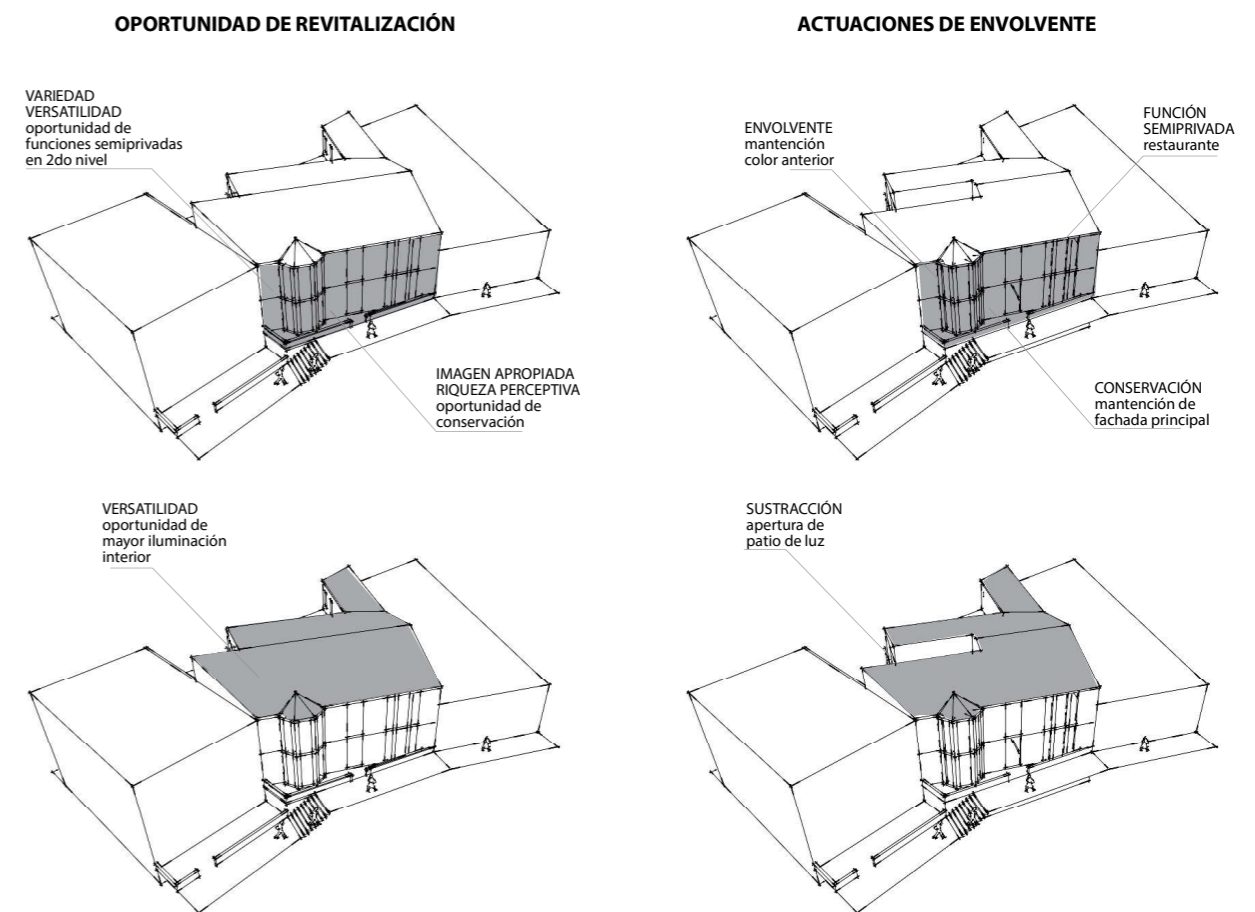 OPORTUNIDAD DE REVITALIZACIÓN
ACTUACIONES DE ENVOLVENTE
VARIEDAD
VERSATILIDAD
oportunidad de
funciones semiprivadas
en 2do nivel
IMAGEN APROPIADA
RIQUEZA PERCEPTIVA
oportunidad de
conservación
ENVOLVENTE
mantención
color anterior
FUNCIÓN
SEMIPRIVADA
restaurante
CONSERVACIÓN
mantención de
fachada principal
VERSATILIDAD
oportunidad de
mayor iluminación
interior
SUSTRACCIÓN
apertura de
patio de luz